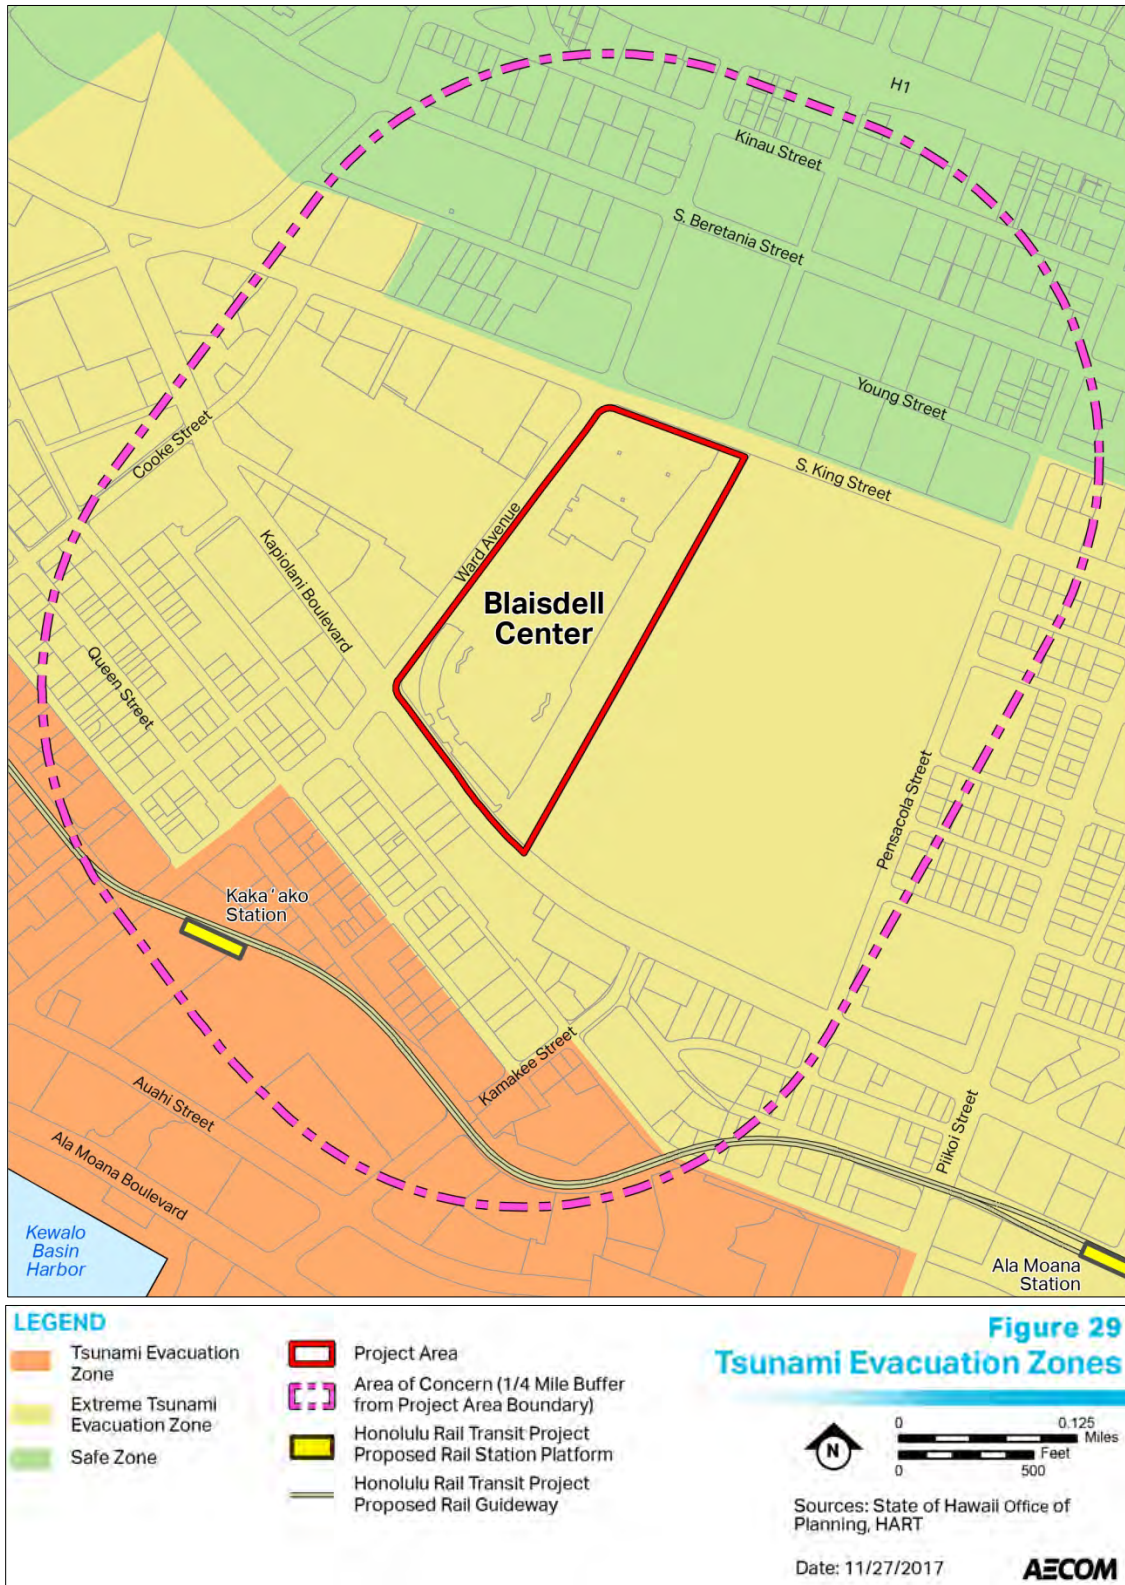 H1
Kinau Street
S. Beretania Street
Young Street
S. King Street
Cooke Street
Ward Avenue
Kapiolani Boulevard
Blaisdell
Center
Queen Street
Pensacola Street
Kaka‘ako
Station
Kamakee Street
Auahi Street
Ala Moana Boulevard
Piikoi Street
Kewalo
Basin
Harbor
Ala Moana
Station
LEGEND
Tsunami Evacuation
Zone
Extreme Tsunami
Evacuation Zone
Safe Zone
Project Area
Area of Concern (1/4 Mile Buffer
from Project Area Boundary)
Honolulu Rail Transit Project
Proposed Rail Station Platform
Honolulu Rail Transit Project
Proposed Rail Guideway
Figure 29
Tsunami Evacuation Zones
N
0 0.125
Miles
Feet
0 500
Sources: State of Hawaii Office of
Planning, HART
Date: 11/27/2017
AECOM